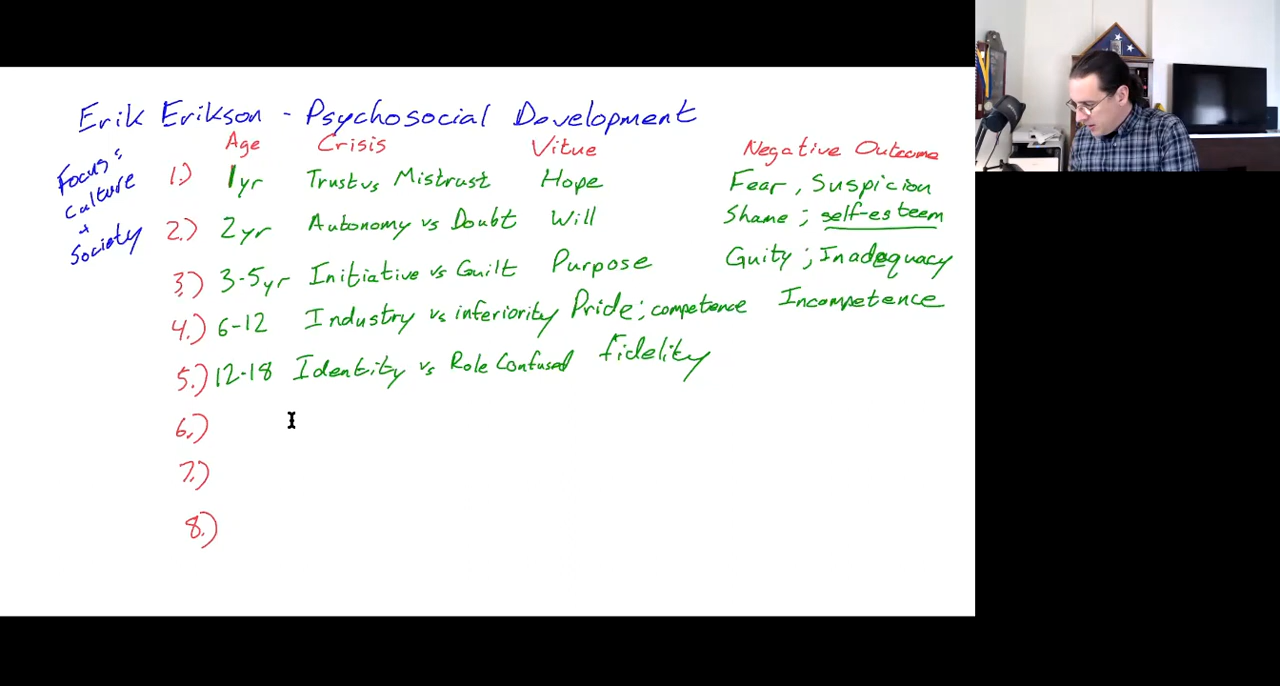 Erik Erikson - Psychosocial Development
Focus: Culture + Society
Age Crisis Vitue Negative Outcome
1.) 1yr Trust vs Mistrust Hope Fear, Suspicion
2.) 2yr Autonomy vs Doubt Will Shame; self-esteem
3.) 3-5yr Initiative vs Guilt Purpose Guity; Inadequacy
4.) 6-12 Industry vs inferiority Pride; competence Incompetence
5.) 12-18 Identity vs Role Confused fidelity
6.)
7.)
8.)